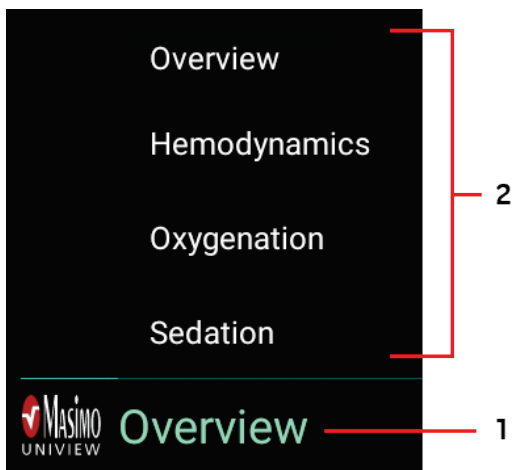 Overview
Hemodynamics
2
Oxygenation
Sedation
Masimo
UNIVIEW
Overview
1